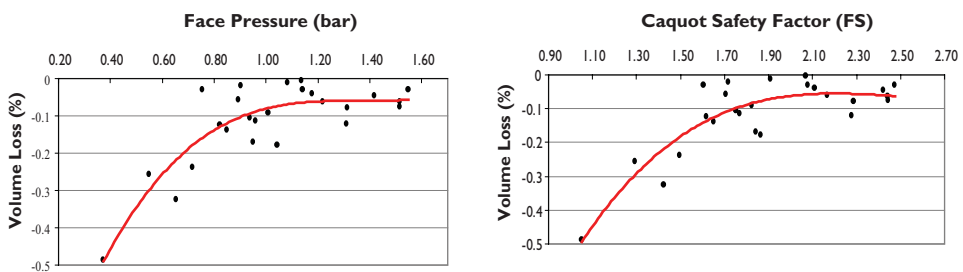 Face Pressure (bar)
0.20 0.40 0.60 0.80 1.00 1.20 1.40 1.60
0
-0.1
-0.2
-0.3
-0.4
-0.5
Volume Loss (%)
Caquot Safety Factor (FS)
0.90 1.10 1.30 1.50 1.70 1.90 2.10 2.30 2.50 2.70
0
-0.1
-0.2
-0.3
-0.4
-0.5
Volume Loss (%)